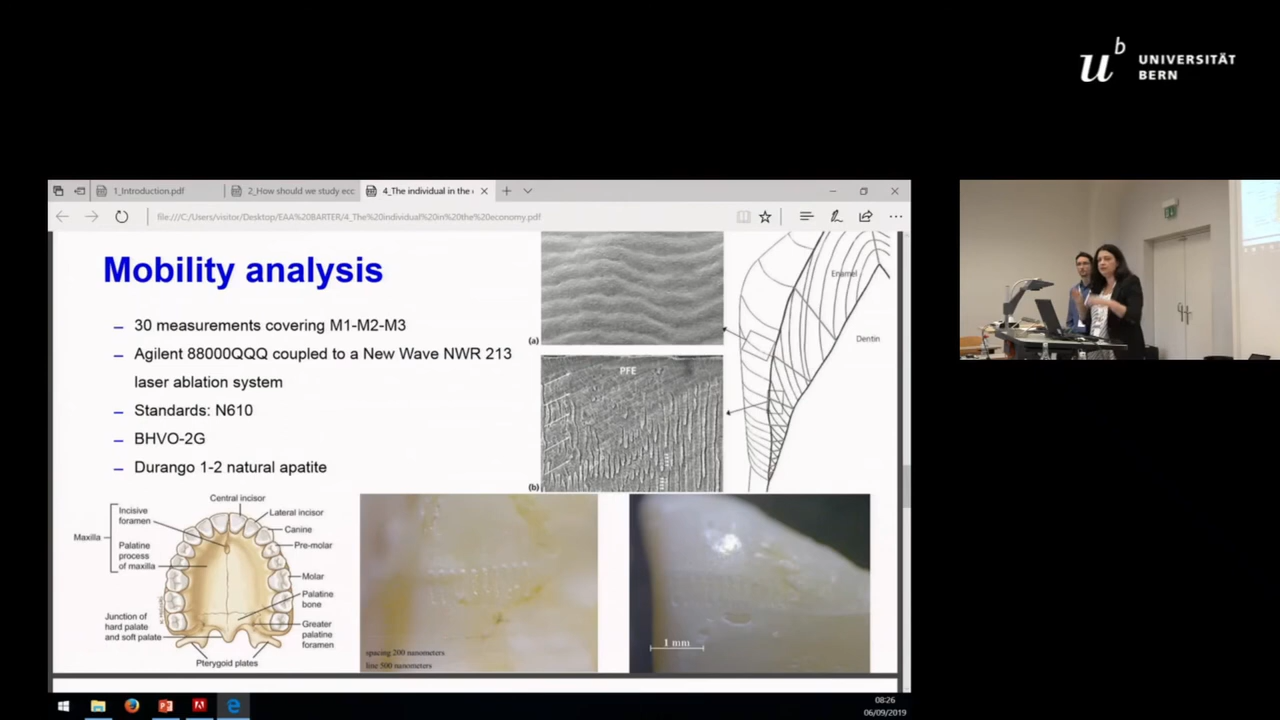 u b UNIVERSITÄT
BERN
1_Introduction.pdf
2_How should we study ecc
4_The individual in the
file:///C:/Users/visitor/Desktop/EAA%20BARTER/4_The%20individual%20in%20the%20economy.pdf
Mobility analysis
– 30 measurements covering M1-M2-M3
– Agilent 88000QQQ coupled to a New Wave NWR 213
laser ablation system
– Standards: N610
– BHVO-2G
– Durango 1-2 natural apatite
(a)
PFE
(b)
Enamel
Dentin
Central incisor
Lateral incisor
Canine
Pre-molar
Molar
Palatine
bone
Greater
palatine
foramen
Incisive
foramen
Maxilla
Palatine
process
of maxilla
Junction of
hard palate
and soft palate
Pterygoid plates
spacing 200 nanometers
line 500 nanometers
1 mm
08:26
06/09/2019